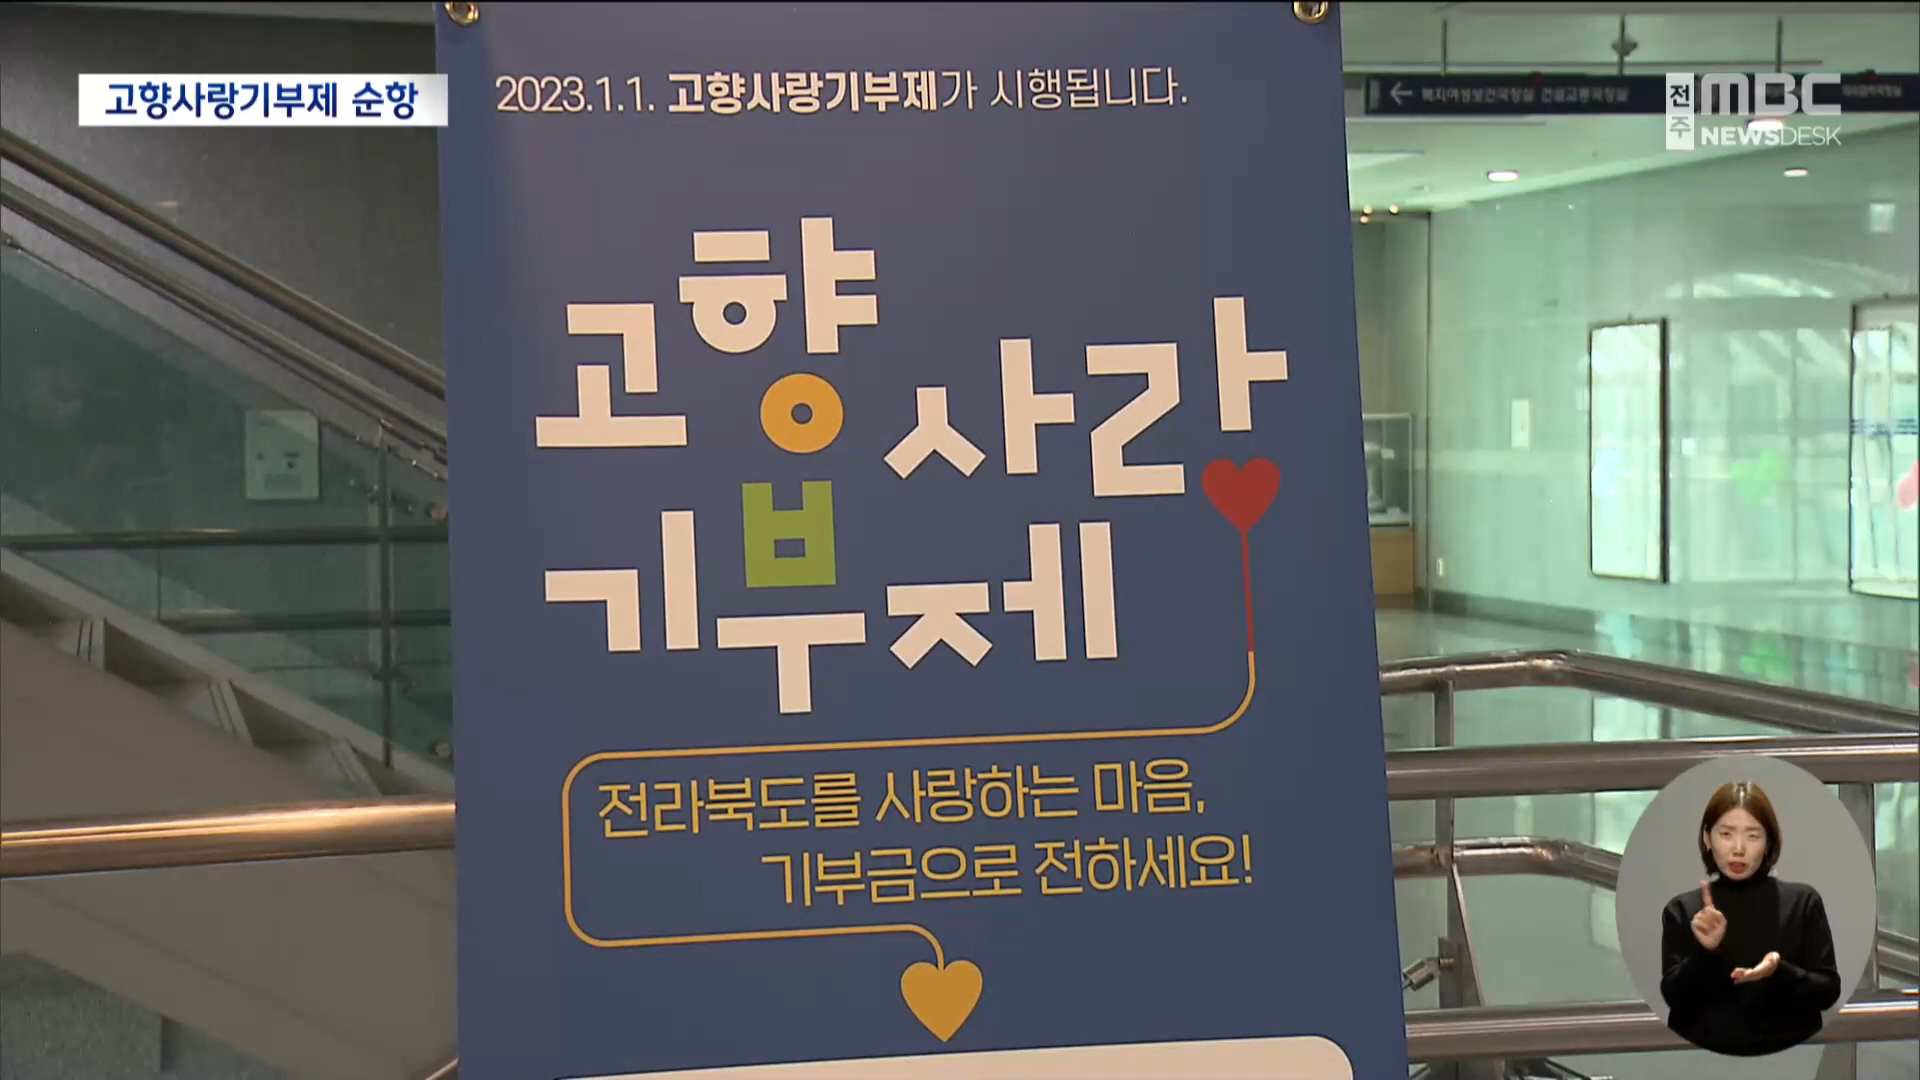 고향사랑기부제 순항
전주 MBC
NEWSDESK
2023.1.1. 고향사랑기부제가 시행됩니다.
고향사랑
기부제
전라북도를 사랑하는 마음,
기부금으로 전하세요!